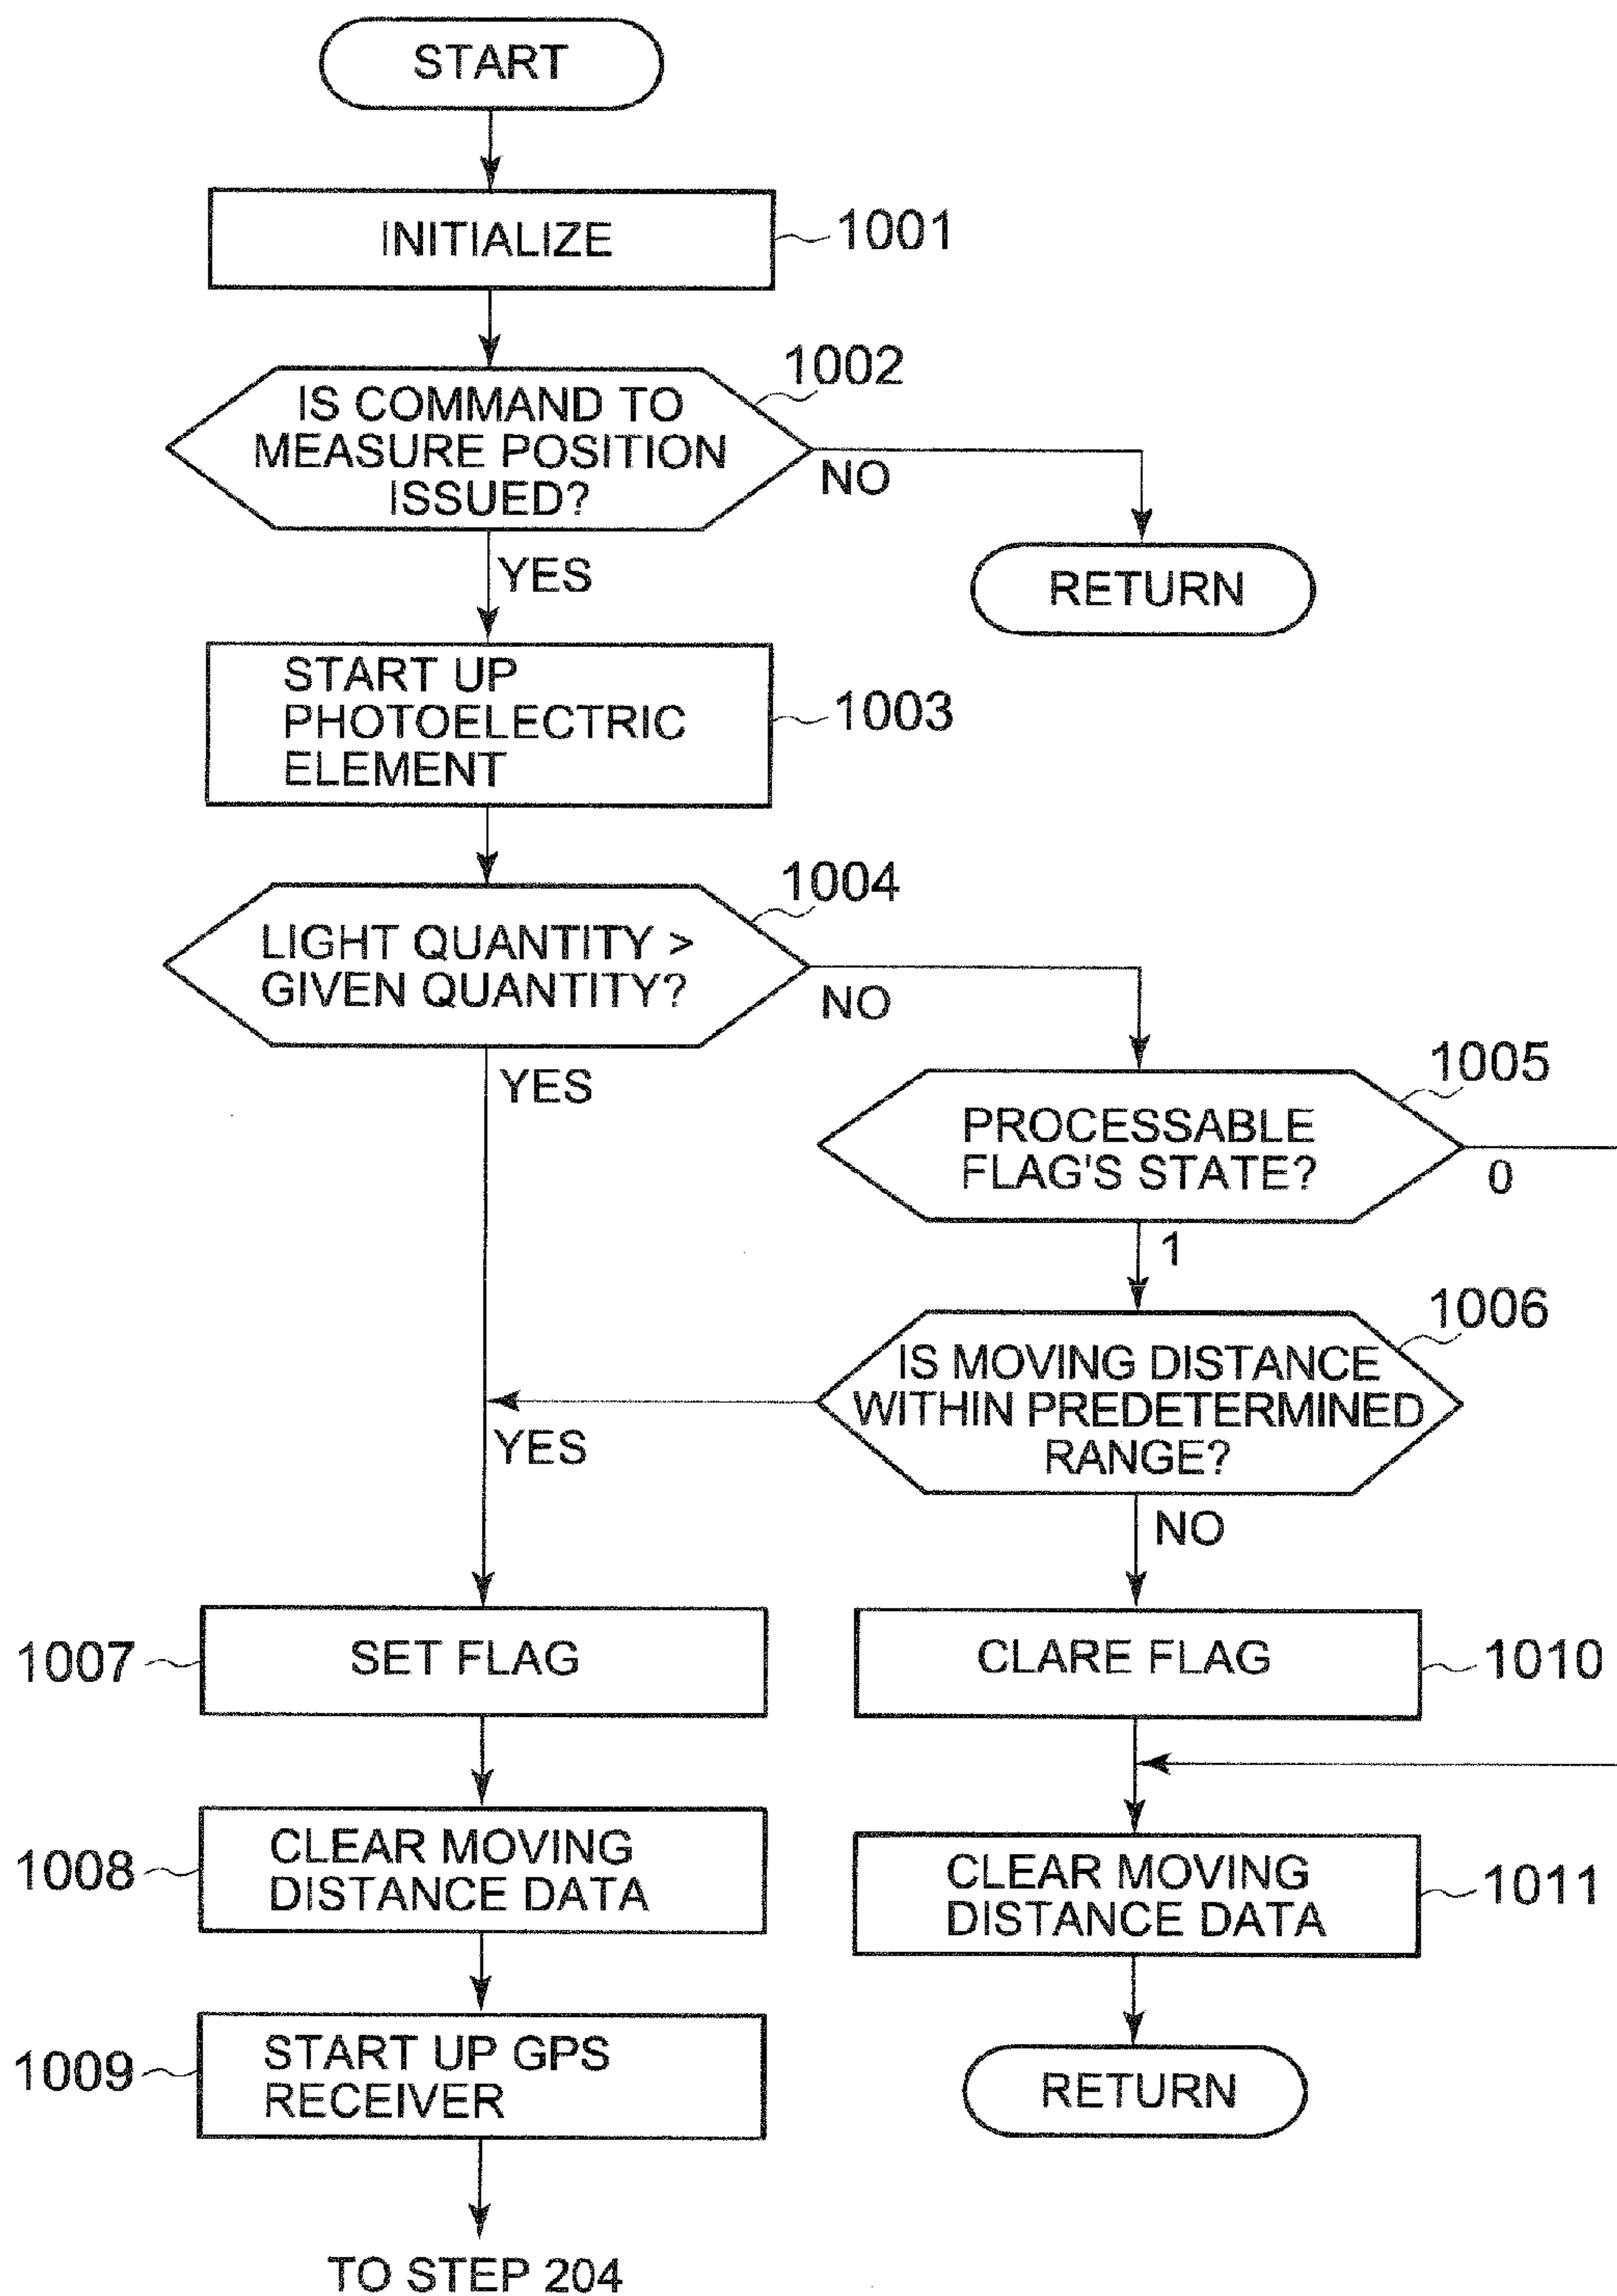 START
INITIALIZE
1001
1002
IS COMMAND TO
MEASURE POSITION
ISSUED?
NO
YES
RETURN
START UP
PHOTOELECTRIC
ELEMENT
1003
1004
LIGHT QUANTITY >
GIVEN QUANTITY?
NO
YES
1005
PROCESSABLE
FLAG'S STATE?
0
1
1006
IS MOVING DISTANCE
WITHIN PREDETERMINED
RANGE?
YES
NO
1007
SET FLAG
CLARE FLAG
1010
1008
CLEAR MOVING
DISTANCE DATA
CLEAR MOVING
DISTANCE DATA
1011
1009
START UP GPS
RECEIVER
RETURN
TO STEP 204